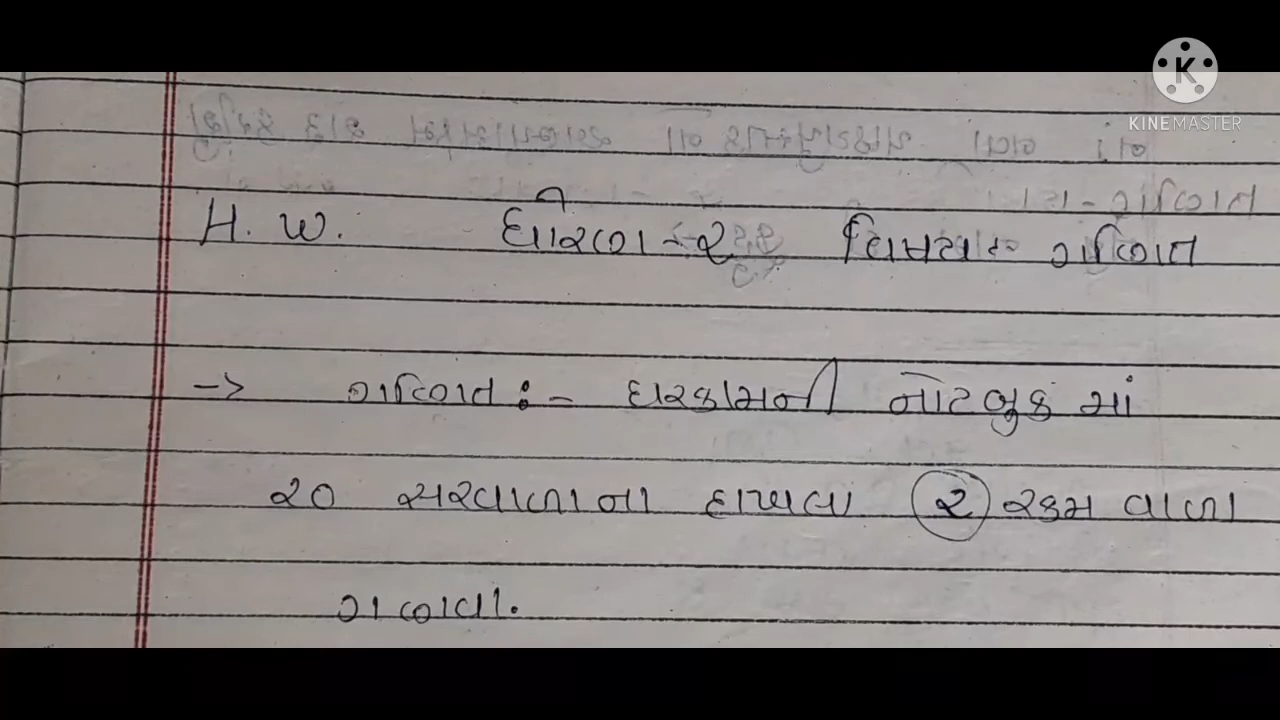 KINEMASTER
H. W. ધોરણ - ૨ વિષય :- ગણિત
-> ગણિત :- ઘરકામની નોટબુક માં
૨૦ સરવાળાના દાખલા ૨ રકમ વાળા
ગણવા.